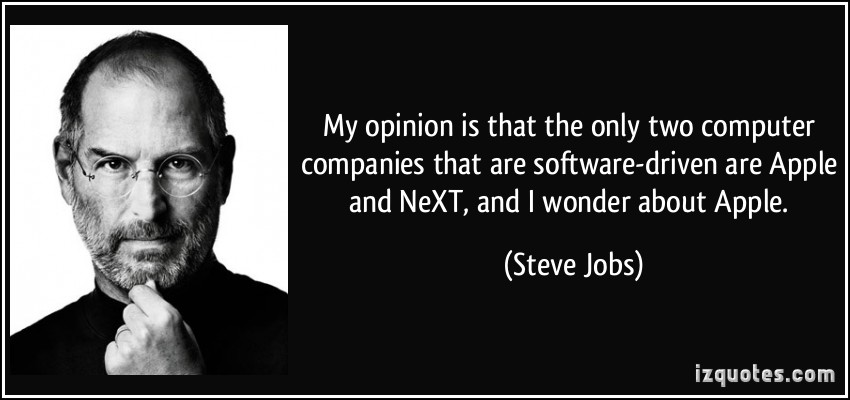 My opinion is that the only two computer
companies that are software-driven are Apple
and NeXT, and I wonder about Apple.
(Steve Jobs)
izquotes.com